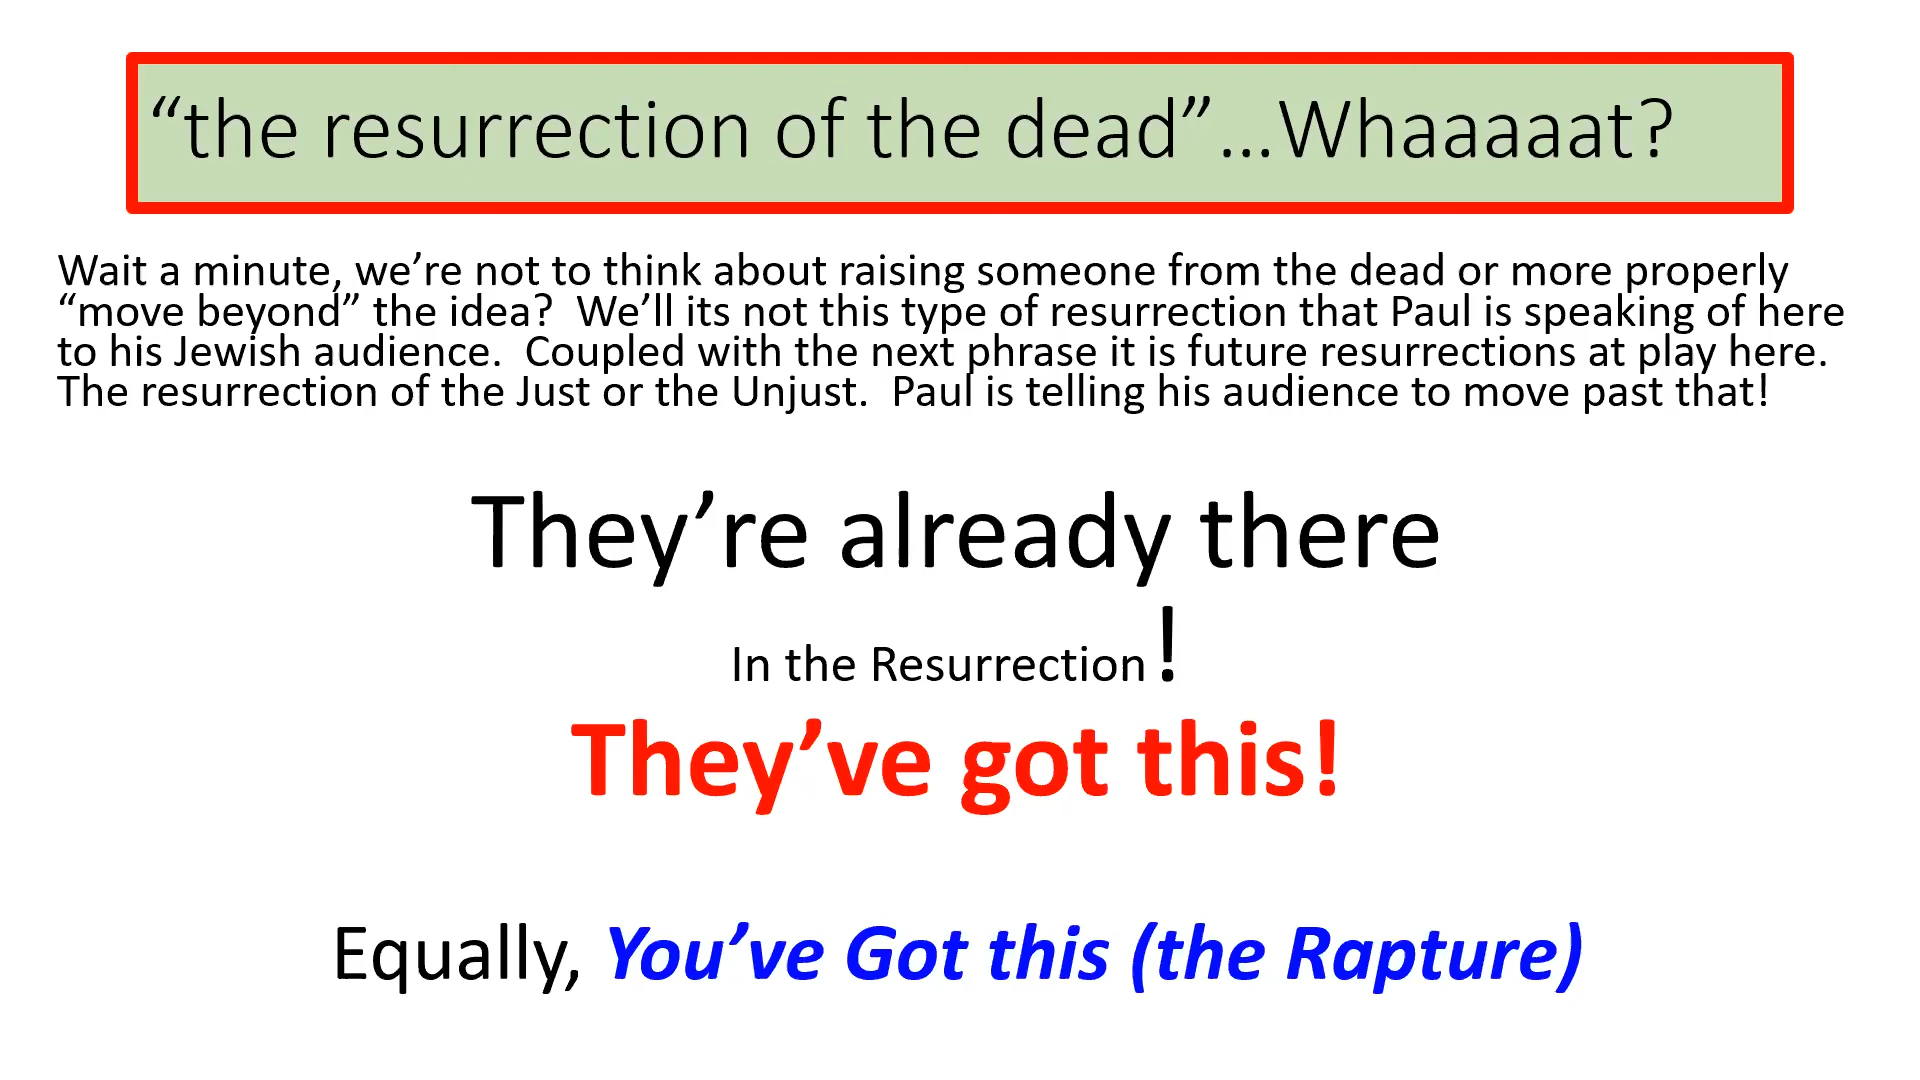 “the resurrection of the dead”...Whaaaaat?
Wait a minute, we’re not to think about raising someone from the dead or more properly
“move beyond” the idea?  We’ll its not this type of resurrection that Paul is speaking of here
to his Jewish audience.  Coupled with the next phrase it is future resurrections at play here.
The resurrection of the Just or the Unjust.  Paul is telling his audience to move past that!
They’re already there
In the Resurrection!
They’ve got this!
Equally, You’ve Got this (the Rapture)